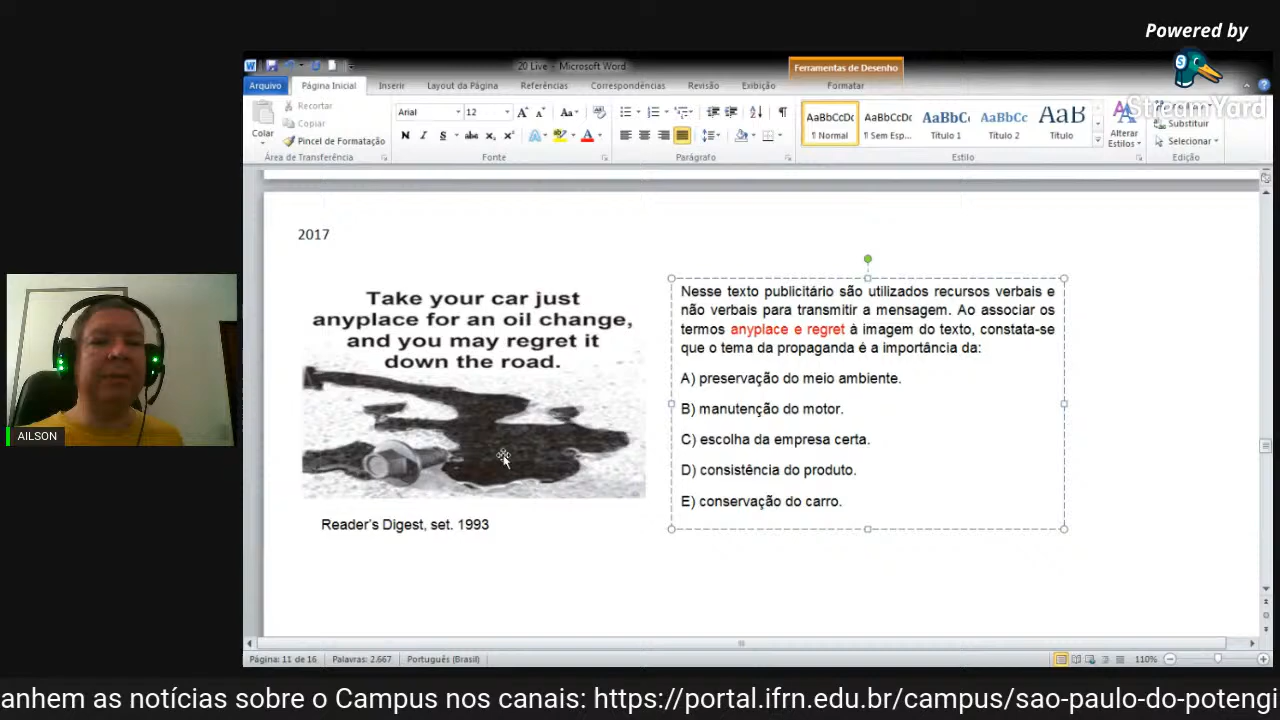 Powered by
StreamYard
20 Live - Microsoft Word
Ferramentas de Desenho
Arquivo
Página Inicial
Inserir
Layout da Página
Referências
Correspondências
Revisão
Exibição
Formatar
Colar
Recortar
Copiar
Pincel de Formatação
Área de Transferência
Arial
12
Fonte
Parágrafo
AaBbCcDc
¶ Normal
AaBbCcDc
¶ Sem Esp...
AaBbC
Título 1
AaBbCc
Título 2
AaB
Título
Alterar
Estilos
Estilo
Substituir
Selecionar
Edição
2017
Take your car just
anyplace for an oil change,
and you may regret it
down the road.
Reader's Digest, set. 1993
Nesse texto publicitário são utilizados recursos verbais e
não verbais para transmitir a mensagem. Ao associar os
termos anyplace e regret à imagem do texto, constata-se
que o tema da propaganda é a importância da:
A) preservação do meio ambiente.
B) manutenção do motor.
C) escolha da empresa certa.
D) consistência do produto.
E) conservação do carro.
AILSON
Página: 11 de 16
Palavras: 2.667
Português (Brasil)
110%
anhem as notícias sobre o Campus nos canais: https://portal.ifrn.edu.br/campus/sao-paulo-do-potengi